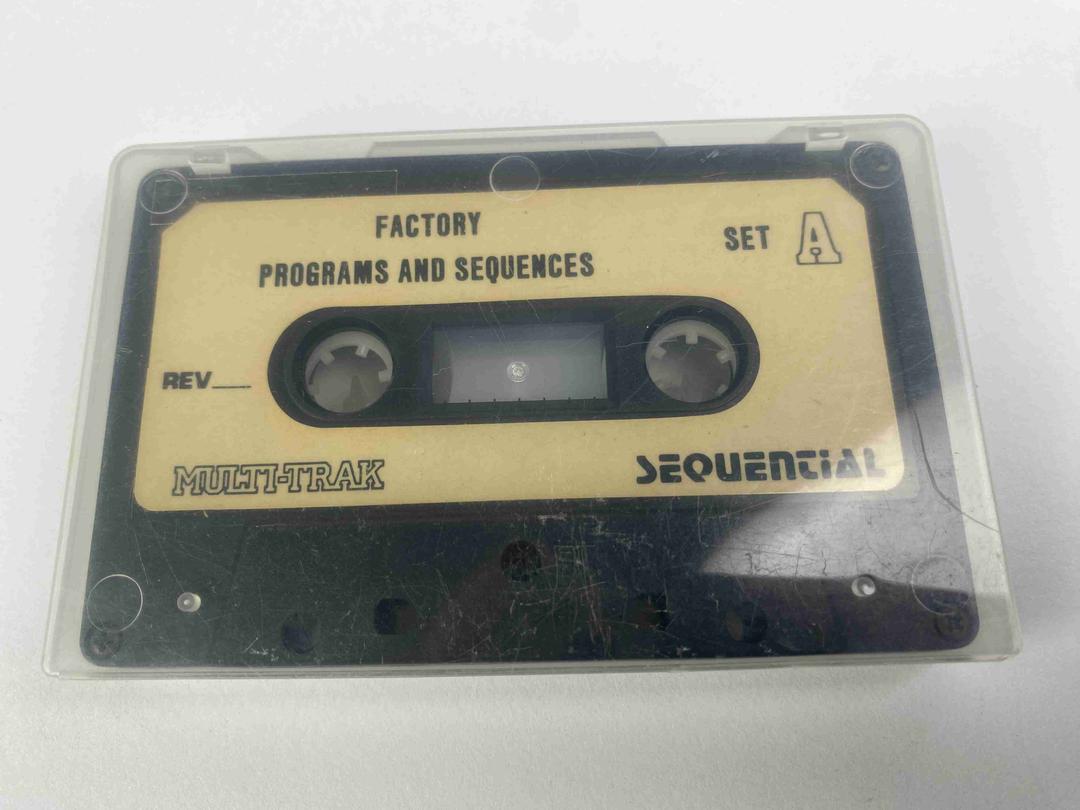 FACTORY
PROGRAMS AND SEQUENCES
SET A
REV___
MULTI-TRAK
SEQUENTIAL